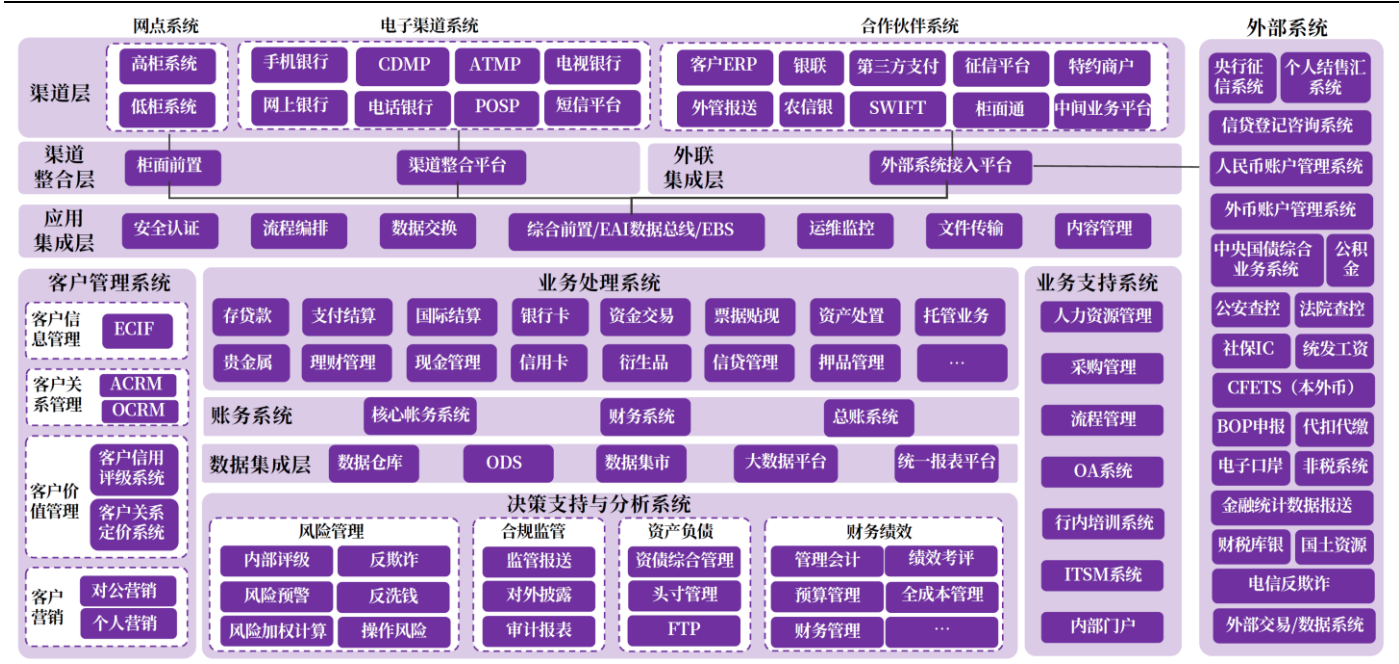 网点系统
电子渠道系统
合作伙伴系统
外部系统
渠道层
高柜系统
低柜系统
手机银行
CDMP
ATMP
电视银行
网上银行
电话银行
POSP
短信平台
客户ERP
银联
第三方支付
征信平台
特约商户
外管报送
农信银
SWIFT
柜面通
中间业务平台
渠道
整合层
柜面前置
渠道整合平台
外联
集成层
外部系统接入平台
应用
集成层
安全认证
流程编排
数据交换
综合前置/EAI数据总线/EBS
运维监控
文件传输
内容管理
客户管理系统
客户信
息管理
ECIF
客户关
系管理
ACRM
OCRM
客户价
值管理
客户信用
评级系统
客户关系
定价系统
客户
营销
对公营销
个人营销
业务处理系统
存贷款
支付结算
国际结算
银行卡
资金交易
票据贴现
资产处置
托管业务
贵金属
理财管理
现金管理
信用卡
衍生品
信贷管理
押品管理
…
账务系统
核心帐务系统
财务系统
总账系统
数据集成层
数据仓库
ODS
数据集市
大数据平台
统一报表平台
决策支持与分析系统
风险管理
内部评级
反欺诈
风险预警
反洗钱
风险加权计算
操作风险
合规监管
监管报送
对外披露
审计报表
资产负债
资债综合管理
头寸管理
FTP
财务绩效
管理会计
绩效考评
预算管理
全成本管理
财务管理
…
业务支持系统
人力资源管理
采购管理
流程管理
OA系统
行内培训系统
ITSM系统
内部门户
央行征
信系统
个人结售汇
系统
信贷登记咨询系统
人民币账户管理系统
外币账户管理系统
中央国债综合
业务系统
公积
金
公安查控
法院查控
社保IC
统发工资
CFETS（本外币）
BOP申报
代扣代缴
电子口岸
非税系统
金融统计数据报送
财税库银
国土资源
电信反欺诈
外部交易/数据系统